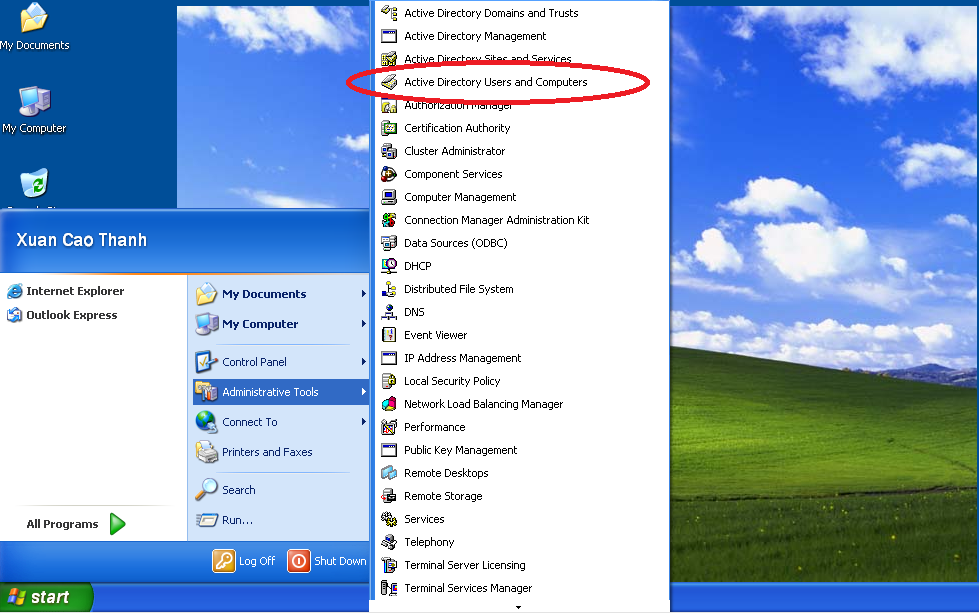 My Documents
My Computer
Xuan Cao Thanh
Internet Explorer
Outlook Express
All Programs
My Documents
My Computer
Control Panel
Administrative Tools
Connect To
Printers and Faxes
Search
Run...
Log Off
Shut Down
start
Active Directory Domains and Trusts
Active Directory Management
Active Directory Sites and Services
Active Directory Users and Computers
Authorization Manager
Certification Authority
Cluster Administrator
Component Services
Computer Management
Connection Manager Administration Kit
Data Sources (ODBC)
DHCP
Distributed File System
DNS
Event Viewer
IP Address Management
Local Security Policy
Network Load Balancing Manager
Performance
Public Key Management
Remote Desktops
Remote Storage
Services
Telephony
Terminal Server Licensing
Terminal Services Manager